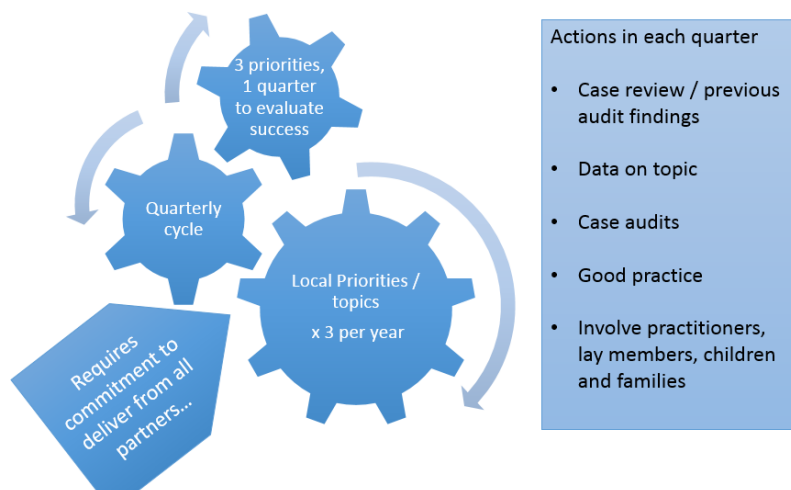 3 priorities,
1 quarter
to evaluate
success
Quarterly
cycle
Local Priorities /
topics
x 3 per year
Requires
commitment to
deliver from all
partners...
Actions in each quarter
• Case review / previous
audit findings
• Data on topic
• Case audits
• Good practice
• Involve practitioners,
lay members, children
and families